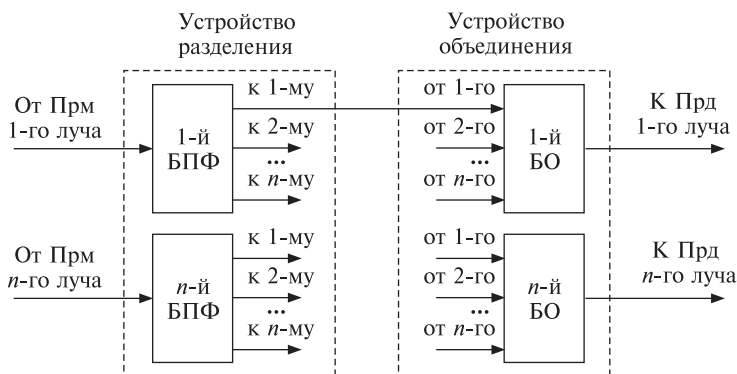 Устройство
разделения
Устройство
объединения
От Прм
1-го луча
1-й
БПФ
к 1-му
к 2-му
...
к n-му
от 1-го
от 2-го
...
от n-го
1-й
БО
К Прд
1-го луча
От Прм
n-го луча
n-й
БПФ
к 1-му
к 2-му
...
к n-му
от 1-го
от 2-го
...
от n-го
n-й
БО
К Прд
n-го луча